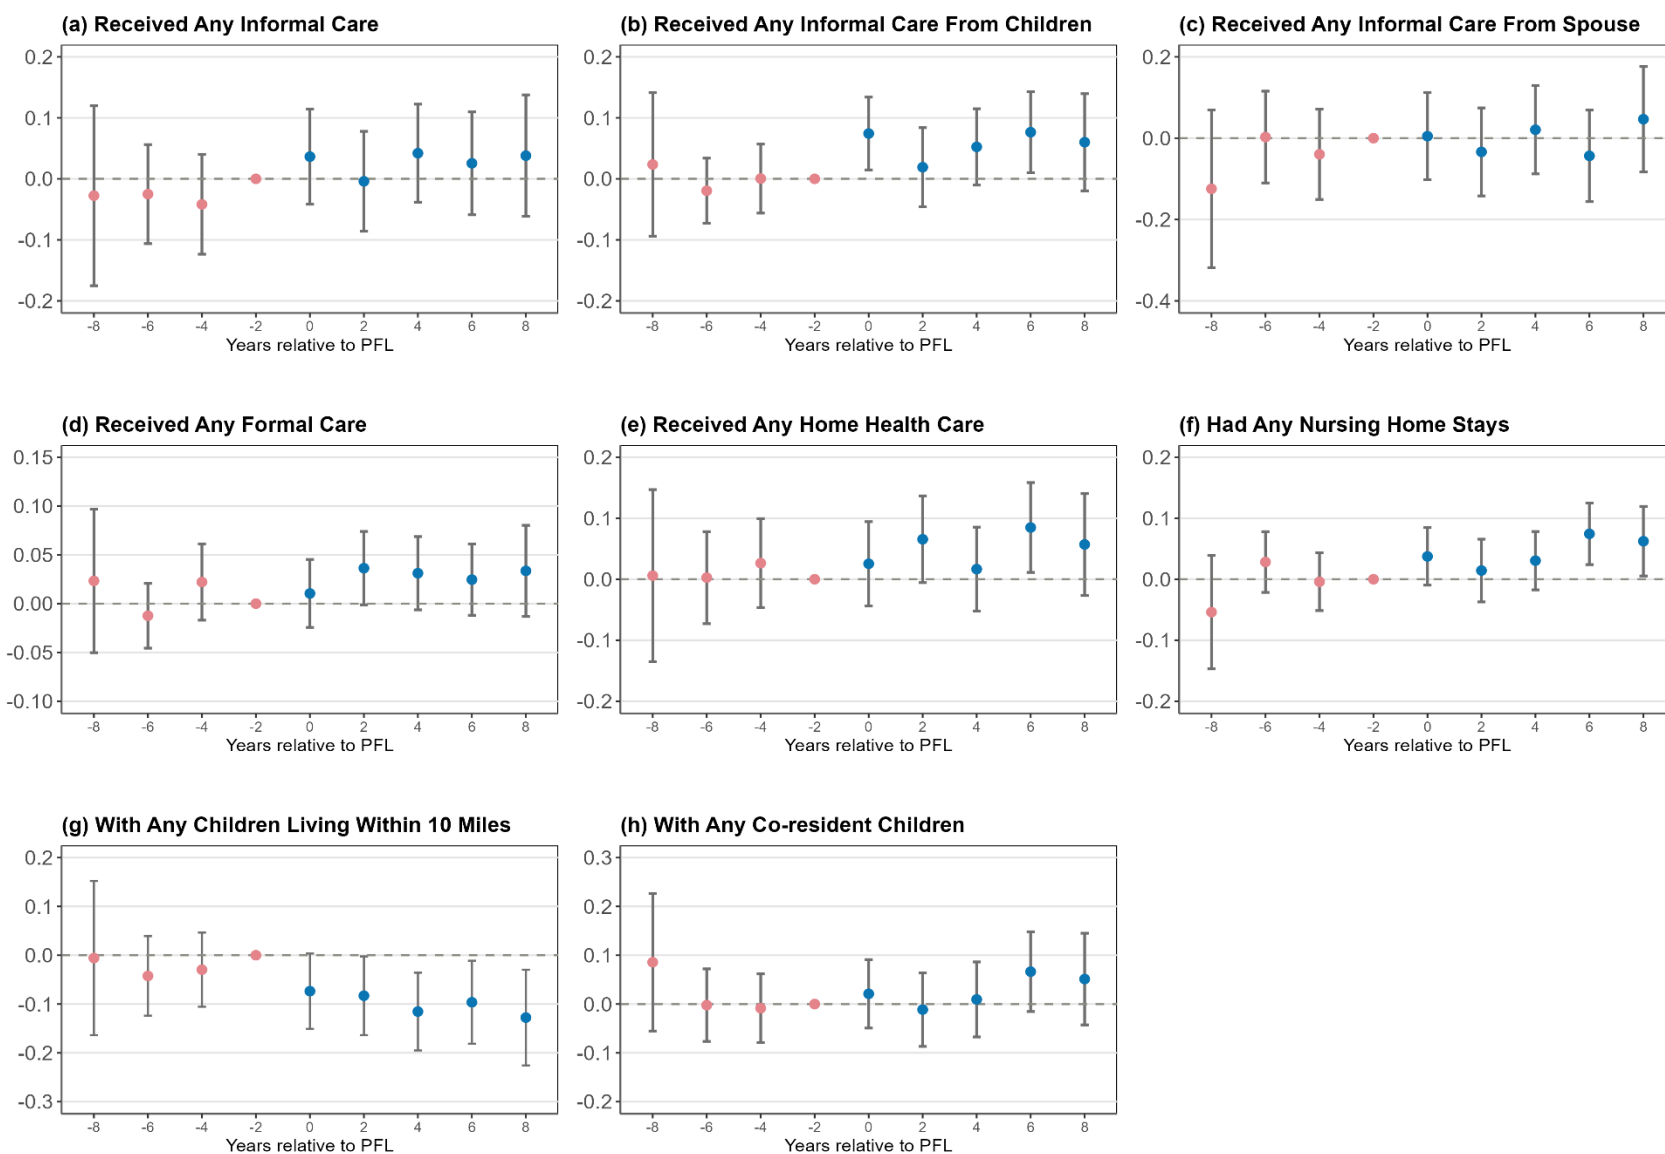 (a) Received Any Informal Care
0.2
0.1
0.0
-0.1
-0.2
-8 -6 -4 -2 0 2 4 6 8
Years relative to PFL
(b) Received Any Informal Care From Children
0.2
0.1
0.0
-0.1
-0.2
-8 -6 -4 -2 0 2 4 6 8
Years relative to PFL
(c) Received Any Informal Care From Spouse
0.2
0.0
-0.2
-0.4
-8 -6 -4 -2 0 2 4 6 8
Years relative to PFL
(d) Received Any Formal Care
0.15
0.10
0.05
0.00
-0.05
-0.10
-8 -6 -4 -2 0 2 4 6 8
Years relative to PFL
(e) Received Any Home Health Care
0.2
0.1
0.0
-0.1
-0.2
-8 -6 -4 -2 0 2 4 6 8
Years relative to PFL
(f) Had Any Nursing Home Stays
0.2
0.1
0.0
-0.1
-0.2
-8 -6 -4 -2 0 2 4 6 8
Years relative to PFL
(g) With Any Children Living Within 10 Miles
0.2
0.1
0.0
-0.1
-0.2
-0.3
-8 -6 -4 -2 0 2 4 6 8
Years relative to PFL
(h) With Any Co-resident Children
0.3
0.2
0.1
0.0
-0.1
-0.2
-8 -6 -4 -2 0 2 4 6 8
Years relative to PFL